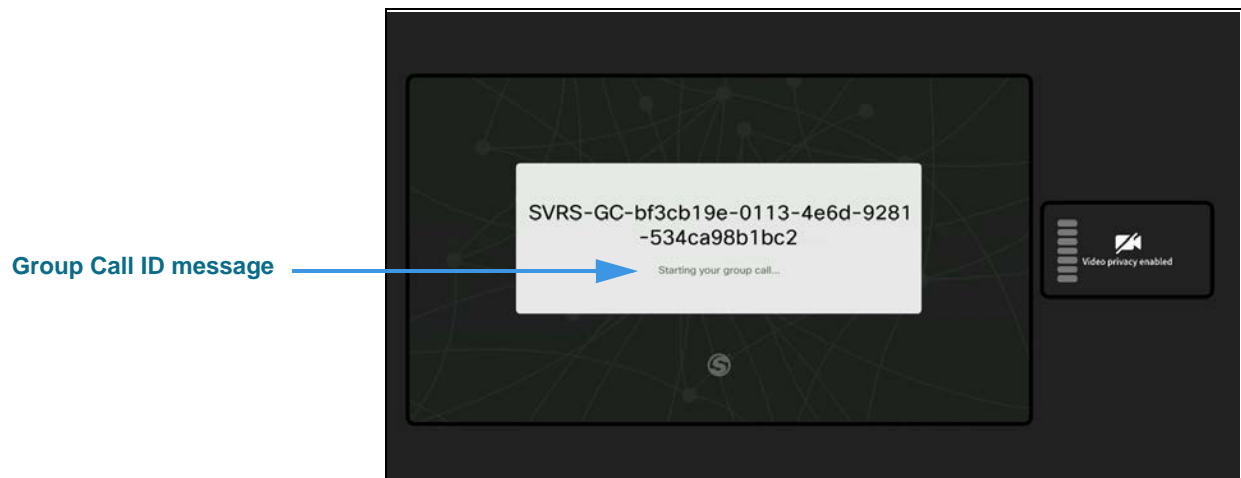 SVRS-GC-bf3cb19e-0113-4e6d-9281
-534ca98b1bc2
Group Call ID message
Starting your group call...
Video privacy enabled